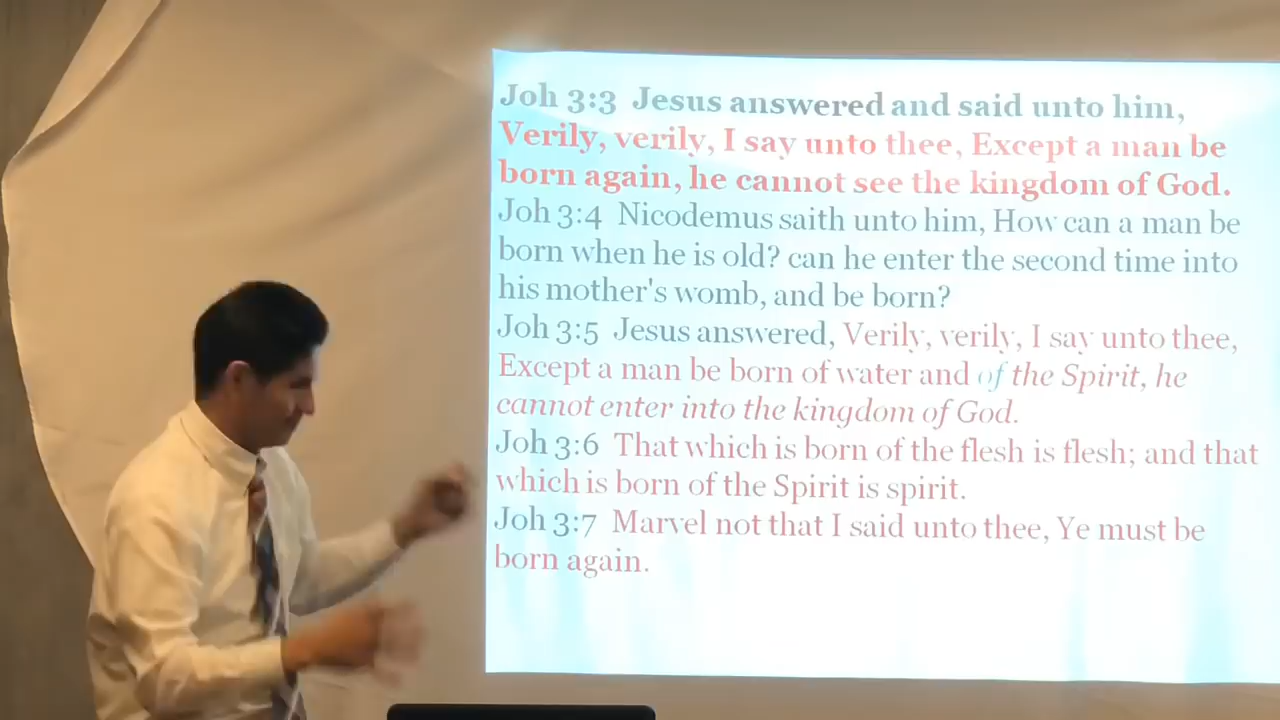 Joh 3:3 Jesus answered and said unto him,
Verily, verily, I say unto thee, Except a man be
born again, he cannot see the kingdom of God.
Joh 3:4 Nicodemus saith unto him, How can a man be
born when he is old? can he enter the second time into
his mother's womb, and be born?
Joh 3:5 Jesus answered, Verily, verily, I say unto thee,
Except a man be born of water and of the Spirit, he
cannot enter into the kingdom of God.
Joh 3:6 That which is born of the flesh is flesh; and that
which is born of the Spirit is spirit.
Joh 3:7 Marvel not that I said unto thee, Ye must be
born again.